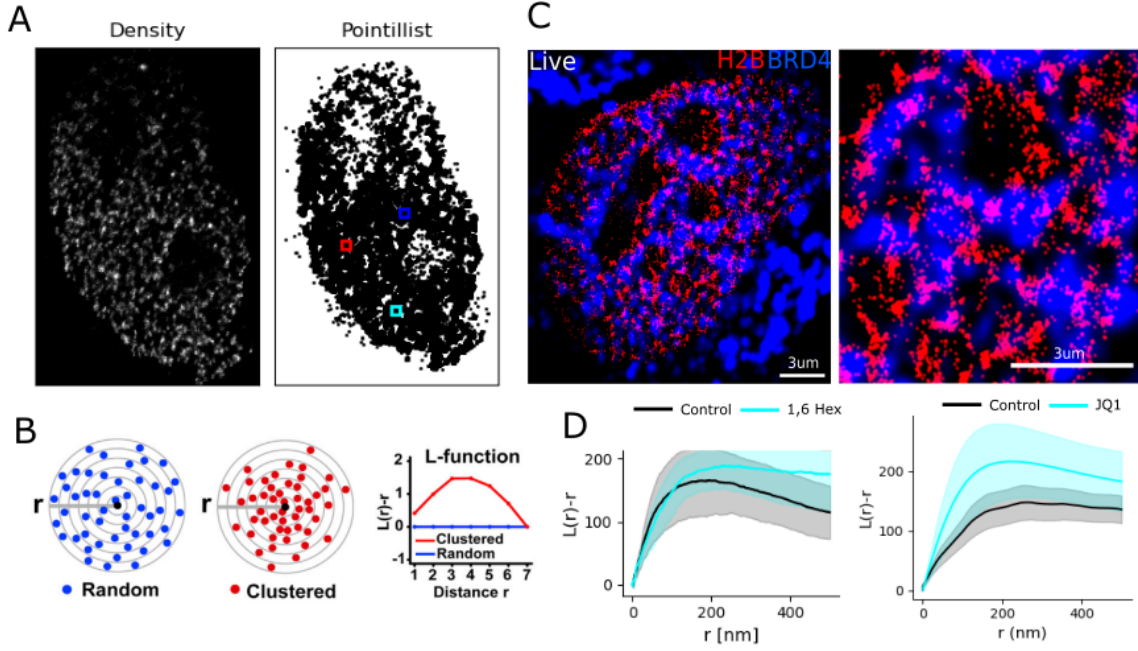 A
Density
Pointillist
C
Live
H2B BRD4
3um
3um
B
r
r
Random
Clustered
L-function
2
1
0
-1
Clustered
Random
1 2 3 4 5 6 7
Distance r
D
Control 1,6 Hex
L(r)-r
200
100
0
0 200 400
r [nm]
Control JQ1
L(r)-r
200
100
0
0 200 400
r (nm)